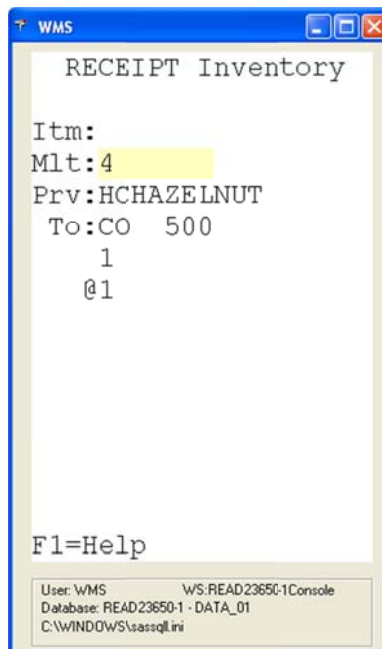 WMS
RECEIPT Inventory
Itm:
Mlt:4
Prv:HCHAZELNUT
To:CO 500
1
@1
F1=Help
User: WMS WS:READ23650-1Console
Database: READ23650-1 - DATA_01
C:\WINDOWS\sassqll.ini